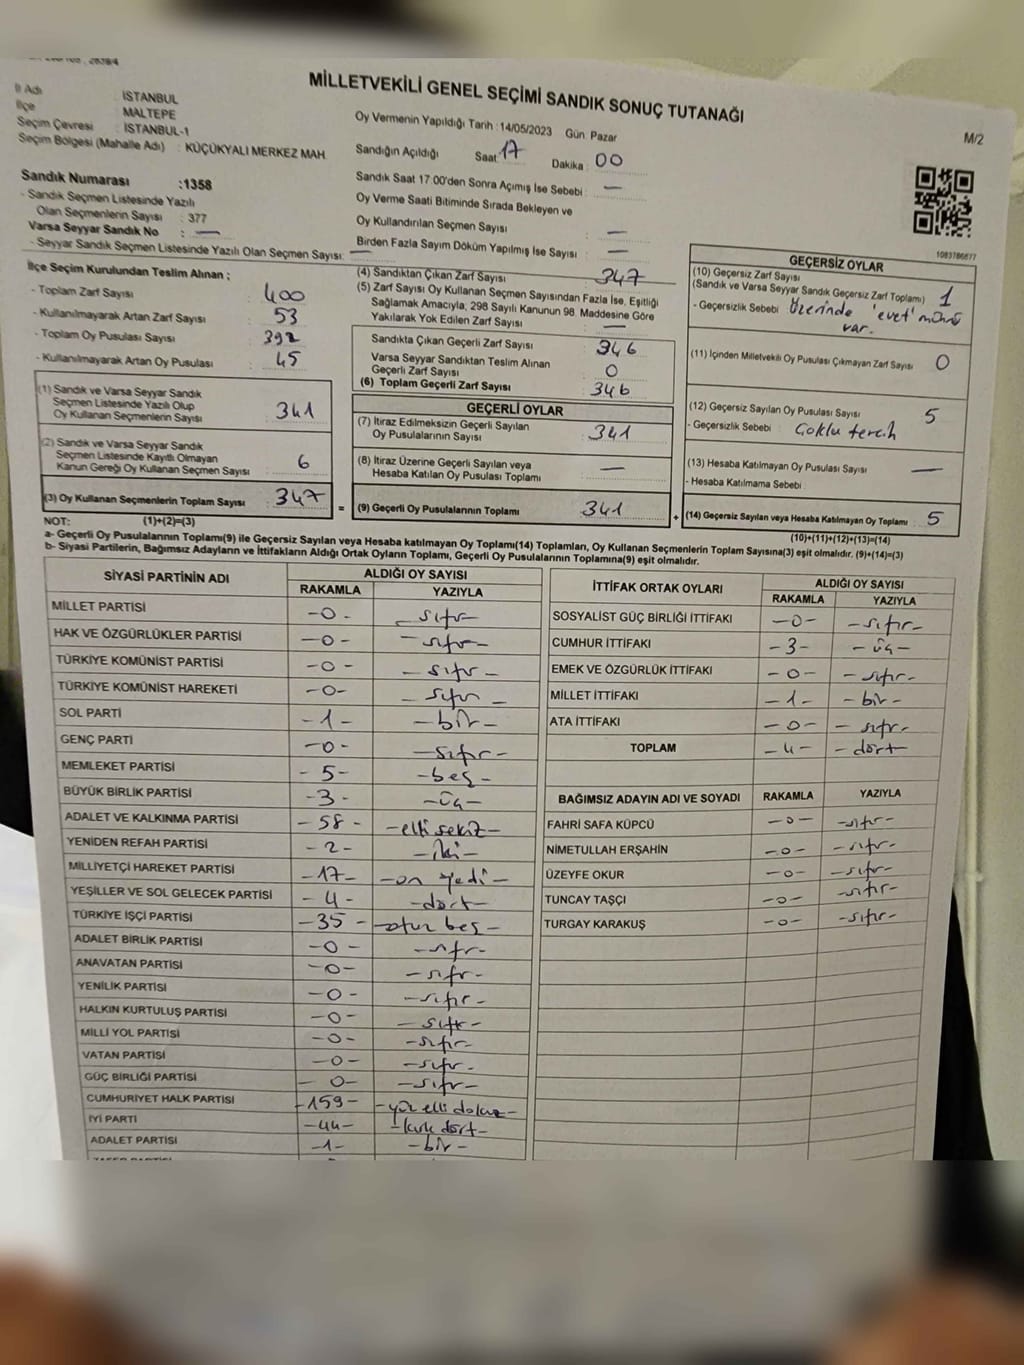 MİLLETVEKİLİ GENEL SEÇİMİ SANDIK SONUÇ TUTANAĞI
M/2
İl Adı : İSTANBUL
İlçe : MALTEPE
Seçim Çevresi : İSTANBUL-1
Seçim Bölgesi (Mahalle Adı) : KÜÇÜKYALI MERKEZ MAH
Sandık Numarası :1358
- Sandık Seçmen Listesinde Yazılı
Olan Seçmenlerin Sayısı : 377
Varsa Seyyar Sandık No : —
- Seyyar Sandık Seçmen Listesinde Yazılı Olan Seçmen Sayısı: —
Oy Vermenin Yapıldığı Tarih :14/05/2023 Gün: Pazar
Sandığın Açıldığı Saat: 17 Dakika : 00
Sandık Saat 17:00'den Sonra Açımış İse Sebebi : —
Oy Verme Saati Bitiminde Sırada Bekleyen ve
Oy Kullandırılan Seçmen Sayısı : —
Birden Fazla Sayım Döküm Yapılmış İse Sayısı : —
İlçe Seçim Kurulundan Teslim Alınan ;
- Toplam Zarf Sayısı : 400
- Kullanılmayarak Artan Zarf Sayısı : 53
- Toplam Oy Pusulası Sayısı : 392
- Kullanılmayarak Artan Oy Pusulası : 45
(1) Sandık ve Varsa Seyyar Sandık
Seçmen Listesinde Yazılı Olup
Oy Kullanan Seçmenlerin Sayısı : 341
(2) Sandık ve Varsa Seyyar Sandık
Seçmen Listesinde Kayıtlı Olmayan
Kanun Gereği Oy Kullanan Seçmen Sayısı : 6
(3) Oy Kullanan Seçmenlerin Toplam Sayısı : 347
(1)+(2)=(3)
(4) Sandıktan Çıkan Zarf Sayısı : 347
(5) Zarf Sayısı Oy Kullanan Seçmen Sayısından Fazla İse, Eşitliği
Sağlamak Amacıyla, 298 Sayılı Kanunun 98. Maddesine Göre
Yakılarak Yok Edilen Zarf Sayısı : —
Sandıkta Çıkan Geçerli Zarf Sayısı : 346
Varsa Seyyar Sandıktan Teslim Alınan
Geçerli Zarf Sayısı : 0
(6) Toplam Geçerli Zarf Sayısı : 346
GEÇERLİ OYLAR
(7) İtiraz Edilmeksizin Geçerli Sayılan
Oy Pusulalarının Sayısı : 341
(8) İtiraz Üzerine Geçerli Sayılan veya
Hesaba Katılan Oy Pusulası Toplamı : —
= (9) Geçerli Oy Pusulalarının Toplamı : 341 +
1083786877
GEÇERSİZ OYLAR
(10) Geçersiz Zarf Sayısı
(Sandık ve Varsa Seyyar Sandık Geçersiz Zarf Toplamı) : 1
- Geçersizlik Sebebi : Üzerinde 'evet' mührü
var.
(11) İçinden Milletvekili Oy Pusulası Çıkmayan Zarf Sayısı : 0
(12) Geçersiz Sayılan Oy Pusulası Sayısı : 5
- Geçersizlik Sebebi : Çoklu tercih
(13) Hesaba Katılmayan Oy Pusulası Sayısı : —
- Hesaba Katılmama Sebebi :
(14) Geçersiz Sayılan veya Hesaba Katılmayan Oy Toplamı : 5
(10)+(11)+(12)+(13)=(14)
NOT:
a- Geçerli Oy Pusulalarının Toplamı(9) ile Geçersiz Sayılan veya Hesaba katılmayan Oy Toplamı(14) Toplamları, Oy Kullanan Seçmenlerin Toplam Sayısına(3) eşit olmalıdır. (9)+(14)=(3)
b- Siyasi Partilerin, Bağımsız Adayların ve İttifakların Aldığı Ortak Oyların Toplamı, Geçerli Oy Pusulalarının Toplamına(9) eşit olmalıdır.
SİYASİ PARTİNİN ADI ALDIĞI OY SAYISI
RAKAMLA YAZIYLA
MİLLET PARTİSİ -0- -sıfır-
HAK VE ÖZGÜRLÜKLER PARTİSİ -0- -sıfır-
TÜRKİYE KOMÜNİST PARTİSİ -0- -sıfır-
TÜRKİYE KOMÜNİST HAREKETİ -0- sıfır-
SOL PARTİ -1- -bir-
GENÇ PARTİ -0- -sıfır-
MEMLEKET PARTİSİ -5- -beş-
BÜYÜK BİRLİK PARTİSİ -3- -üç-
ADALET VE KALKINMA PARTİSİ -58- -elli sekiz-
YENİDEN REFAH PARTİSİ -2- -iki-
MİLLİYETÇİ HAREKET PARTİSİ -17- -on yedi-
YEŞİLLER VE SOL GELECEK PARTİSİ -4- -dört-
TÜRKİYE İŞÇİ PARTİSİ -35- -otuz beş-
ADALET BİRLİK PARTİSİ -0- -sıfır-
ANAVATAN PARTİSİ -0- -sıfır-
YENİLİK PARTİSİ -0- -sıfır-
HALKIN KURTULUŞ PARTİSİ -0- -sıfır-
MİLLİ YOL PARTİSİ -0- -sıfır-
VATAN PARTİSİ -0- -sıfır-
GÜÇ BİRLİĞİ PARTİSİ -0- -sıfır-
CUMHURİYET HALK PARTİSİ -159- -yüz elli dokuz-
İYİ PARTİ -44- -kırk dört-
ADALET PARTİSİ -1- -bir-
İTTİFAK ORTAK OYLARI ALDIĞI OY SAYISI
RAKAMLA YAZIYLA
SOSYALİST GÜÇ BİRLİĞİ İTTİFAKI -0- -sıfır-
CUMHUR İTTİFAKI -3- -üç-
EMEK VE ÖZGÜRLÜK İTTİFAKI -0- -sıfır-
MİLLET İTTİFAKI -1- -bir-
ATA İTTİFAKI -0- -sıfır-
TOPLAM -4- -dört-
BAĞIMSIZ ADAYIN ADI VE SOYADI RAKAMLA YAZIYLA
FAHRİ SAFA KÜPCÜ -0- -sıfır-
NİMETULLAH ERŞAHİN -0- -sıfır-
ÜZEYFE OKUR -0- -sıfır-
TUNCAY TAŞÇI -0- -sıfır-
TURGAY KARAKUŞ -0- -sıfır-